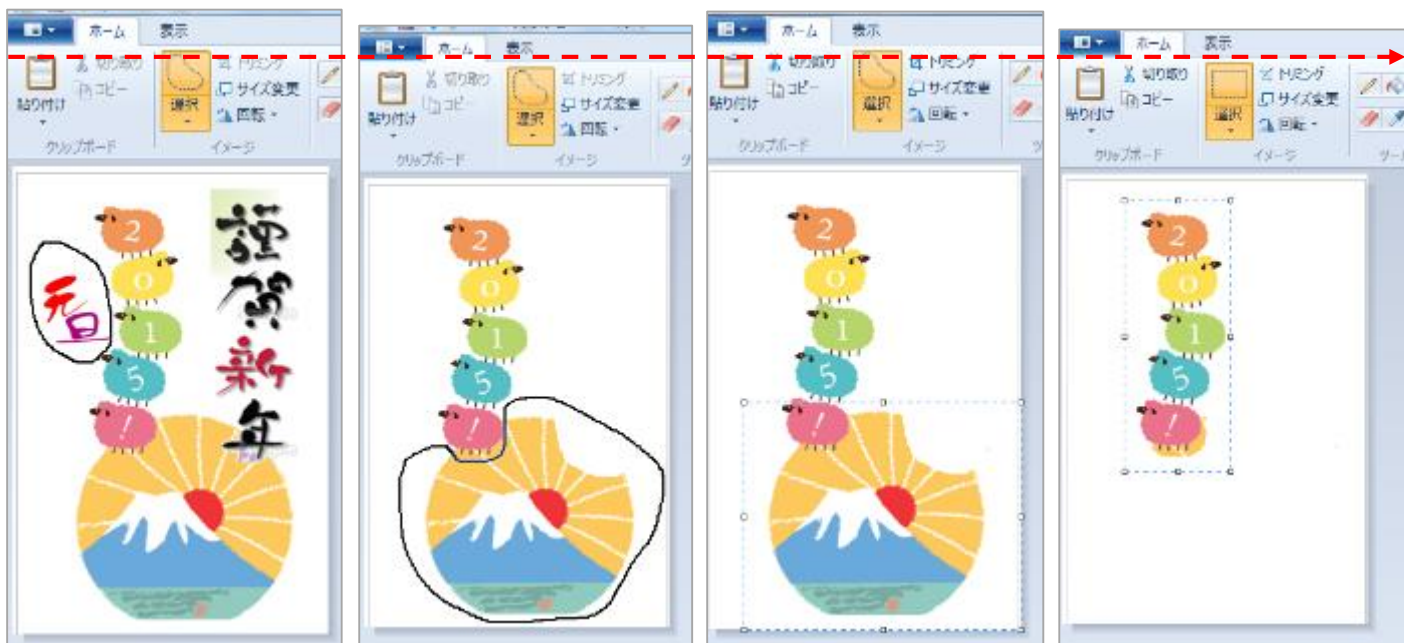 ホーム 表示
切り取り
コピー
貼り付け
クリップボード
選択
トリミング
サイズ変更
回転
イメージ
謹賀新年
元旦
2
0
1
5
!
ホーム 表示
切り取り
コピー
貼り付け
クリップボード
選択
トリミング
サイズ変更
回転
イメージ
2
0
1
5
!
ホーム 表示
切り取り
コピー
貼り付け
クリップボード
選択
トリミング
サイズ変更
回転
イメージ
2
0
1
5
!
ホーム 表示
切り取り
コピー
貼り付け
クリップボード
選択
トリミング
サイズ変更
回転
イメージ
2
0
1
5
!